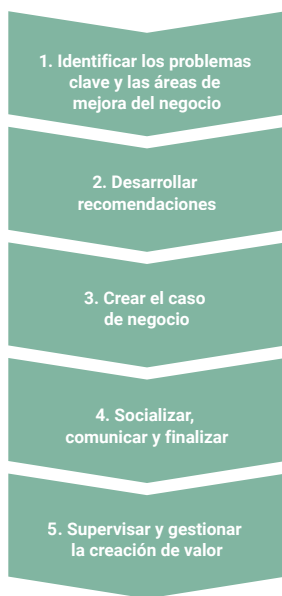 1. Identificar los problemas
clave y las áreas de
mejora del negocio
2. Desarrollar
recomendaciones
3. Crear el caso
de negocio
4. Socializar,
comunicar y finalizar
5. Supervisar y gestionar
la creación de valor